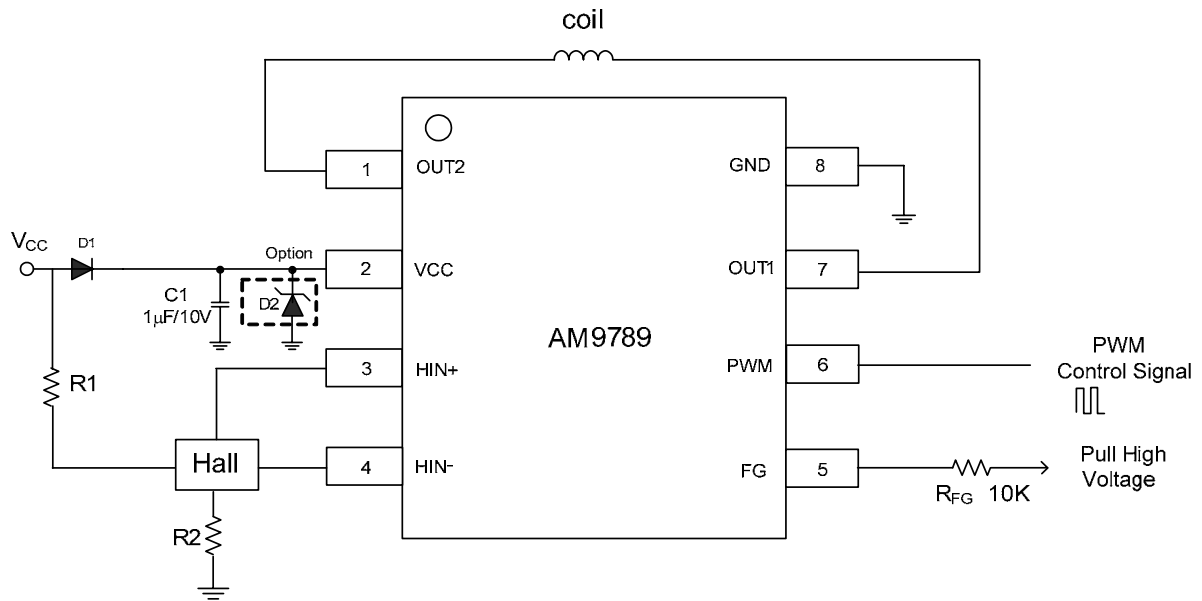 coil
1
OUT2
GND
8
VCC
D1
Option
2
VCC
OUT1
7
C1
1µF/10V
D2
AM9789
3
HIN+
PWM
6
PWM
Control Signal
R1
Hall
4
HIN-
FG
5
Pull High
Voltage
RFG 10K
R2